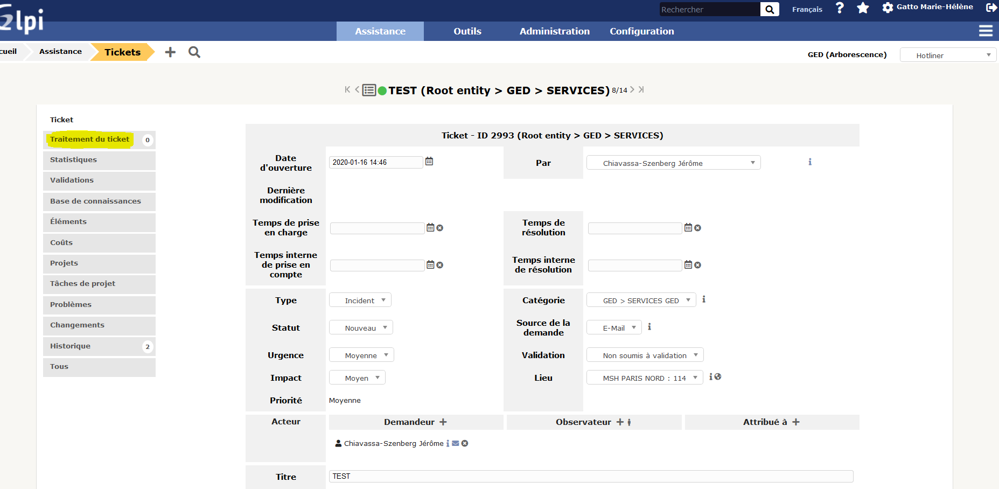 lpi
Rechercher
Français
Gatto Marie-Hélène
Assistance
Outils
Administration
Configuration
cueil
Assistance
Tickets
GED (Arborescence)
Hotliner
TEST (Root entity > GED > SERVICES) 8/14
Ticket
Traitement du ticket 0
Statistiques
Validations
Base de connaissances
Éléments
Coûts
Projets
Tâches de projet
Problèmes
Changements
Historique 2
Tous
Ticket - ID 2993 (Root entity > GED > SERVICES)
Date
d'ouverture
2020-01-16 14:46
Par
Chiavassa-Szenberg Jérôme
Dernière
modification
Temps de prise
en charge
Temps de
résolution
Temps interne
de prise en
compte
Temps interne
de résolution
Type
Incident
Catégorie
GED > SERVICES GED
Statut
Nouveau
Source de la
demande
E-Mail
Urgence
Moyenne
Validation
Non soumis à validation
Impact
Moyen
Lieu
MSH PARIS NORD : 114
Priorité
Moyenne
Acteur
Demandeur
Observateur
Attribué à
Chiavassa-Szenberg Jérôme
Titre
TEST